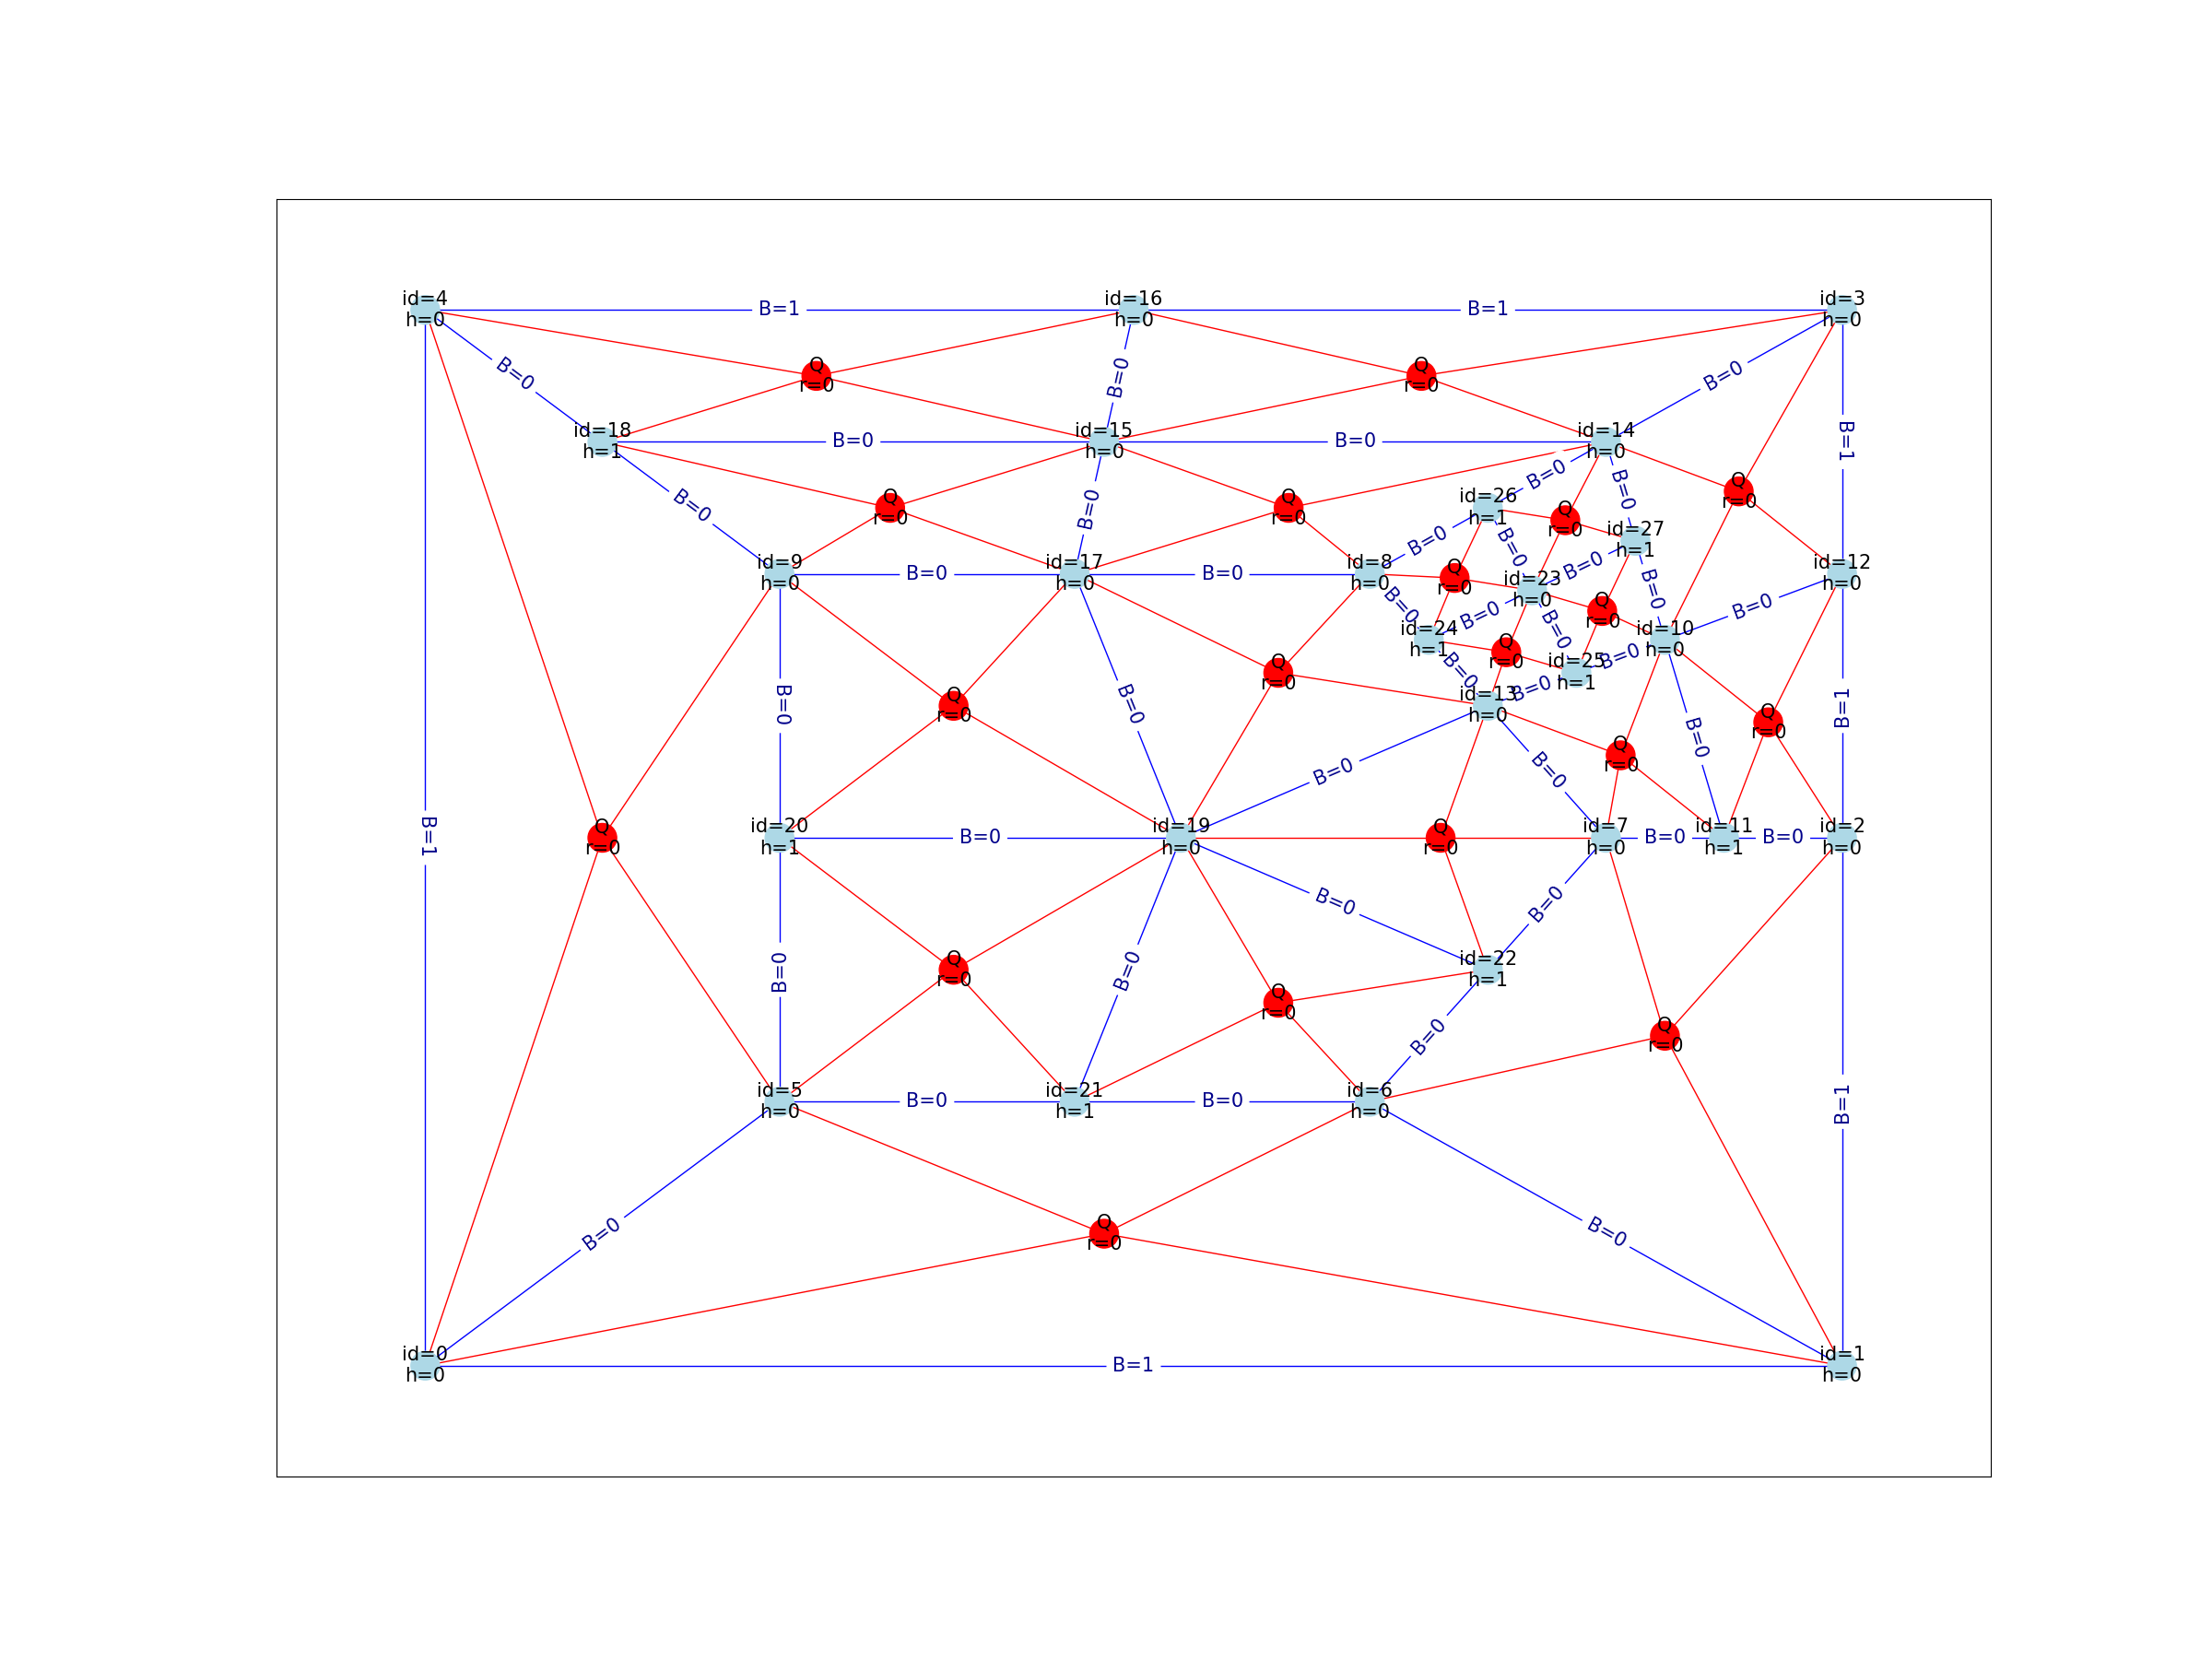 id=4
h=0
B=1
id=16
h=0
B=1
id=3
h=0
B=0
Q
r=0
B=0
Q
r=0
B=0
id=18
h=1
B=0
id=15
h=0
B=0
id=14
h=0
B=1
B=0
Q
r=0
B=0
Q
r=0
id=26
h=1
B=0
B=0
Q
r=0
Q
r=0
id=27
h=1
id=9
h=0
B=0
id=17
h=0
B=0
id=8
h=0
B=0
Q
r=0
B=0
id=23
h=0
B=0
B=0
id=12
h=0
B=0
id=24
h=1
B=0
B=0
Q
r=0
id=10
h=0
B=0
B=0
Q
r=0
B=0
Q
r=0
B=0
id=25
h=1
B=0
B=0
Q
r=0
B=0
id=13
h=0
B=0
Q
r=0
B=1
B=0
B=0
Q
r=0
B=1
Q
r=0
id=20
h=1
B=0
id=19
h=0
Q
r=0
id=7
h=0
B=0
id=11
h=1
B=0
id=2
h=0
B=0
B=0
B=0
Q
r=0
B=0
id=22
h=1
Q
r=0
B=0
Q
r=0
id=5
h=0
B=0
id=21
h=1
B=0
id=6
h=0
B=1
B=0
Q
r=0
B=0
id=0
h=0
B=1
id=1
h=0